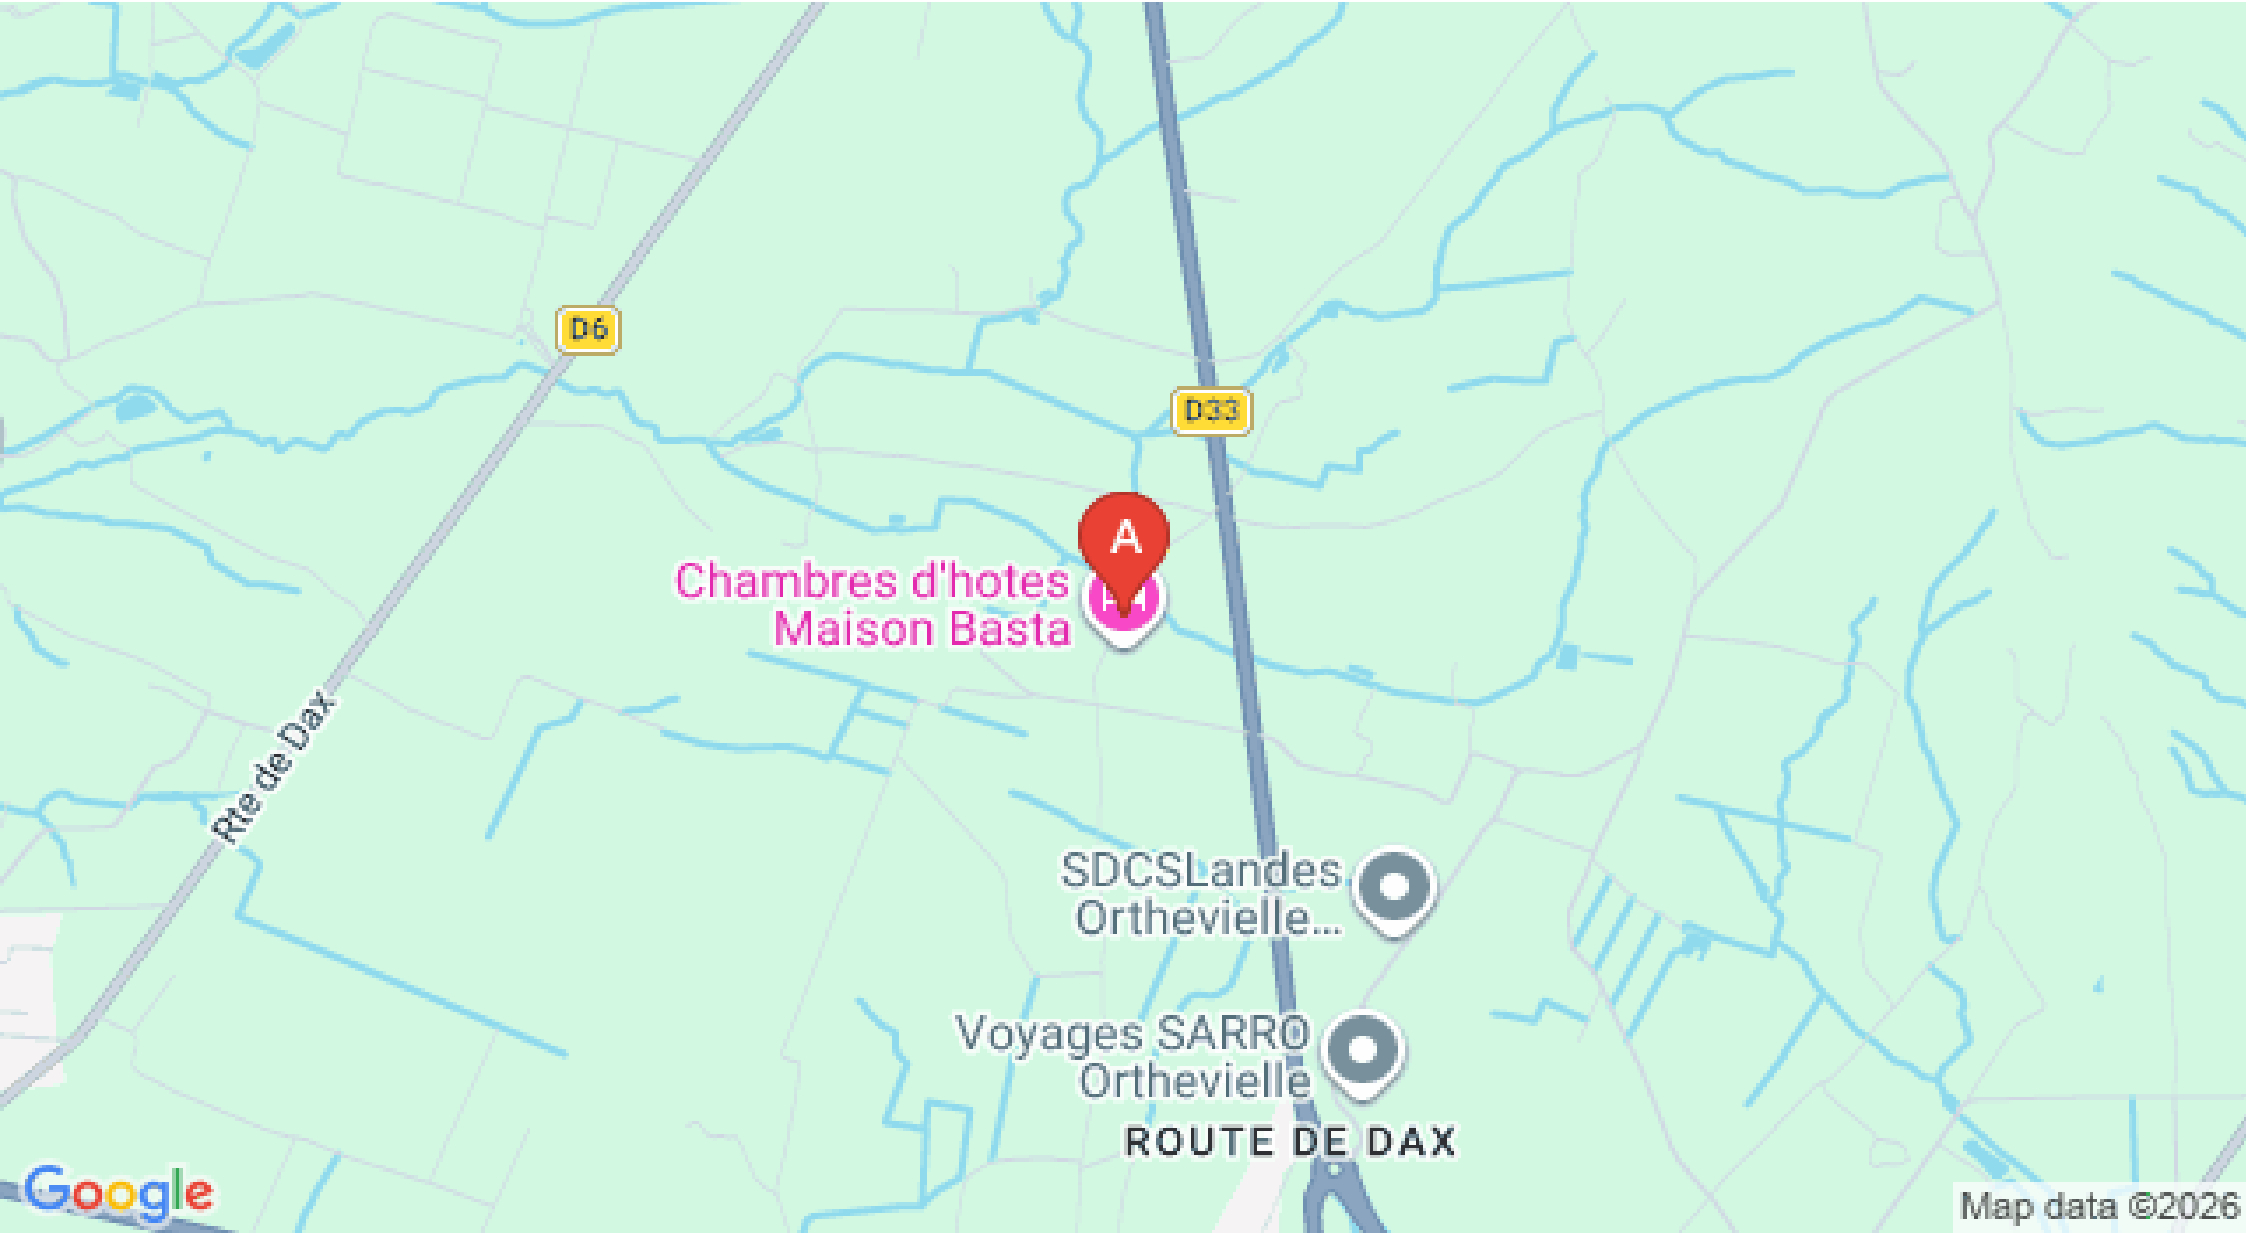 D6
D33
A
Chambres d'hotes
Maison Basta
Rte de Dax
SDCSLandes
Orthevielle...
Voyages SARRO
Orthevielle
ROUTE DE DAX
Google
Map data ©2026